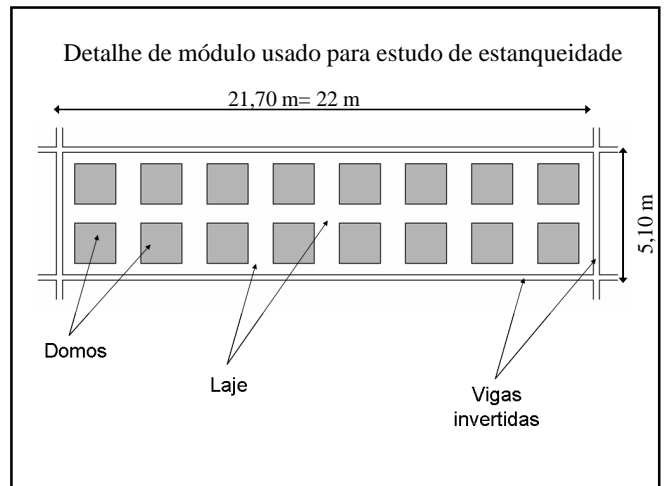 Detalhe de módulo usado para estudo de estanqueidade
21,70 m= 22 m
5,10 m
Domos
Laje
Vigas
invertidas